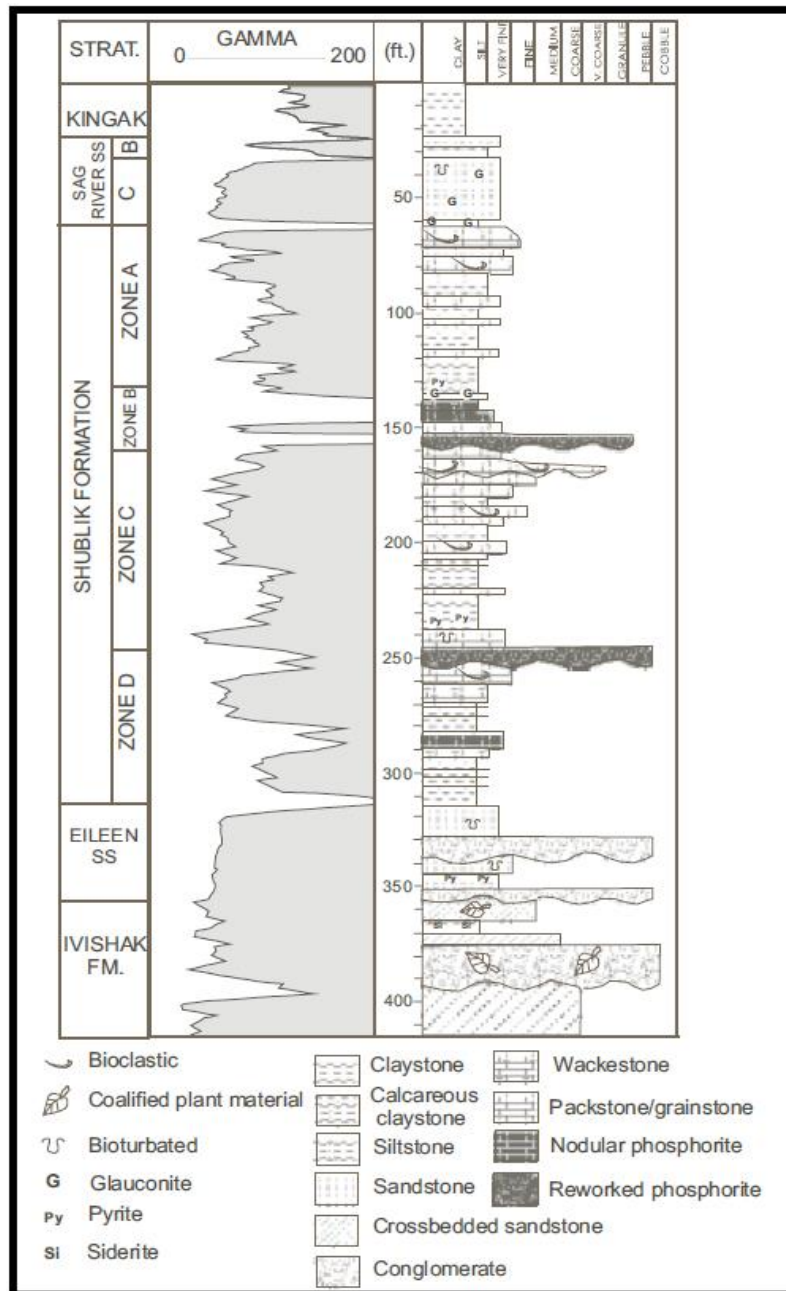 STRAT.
GAMMA
0 200
(ft.)
CLAY
SILT
VERY FINE
FINE
MEDIUM
COARSE
V. COARSE
GRANULE
PEBBLE
COBBLE
KINGAK
SAG
RIVER SS
B
C
SHUBLIK FORMATION
ZONE A
ZONE B
ZONE C
ZONE D
EILEEN
SS
IVISHAK
FM.
50
100
150
200
250
300
350
400
G
G
G G
Py
G G
Py Py
Py Py
Si Si
Bioclastic
Coalified plant material
Bioturbated
G Glauconite
Py Pyrite
Si Siderite
Claystone
Calcareous
claystone
Siltstone
Sandstone
Crossbedded sandstone
Conglomerate
Wackestone
Packstone/grainstone
Nodular phosphorite
Reworked phosphorite